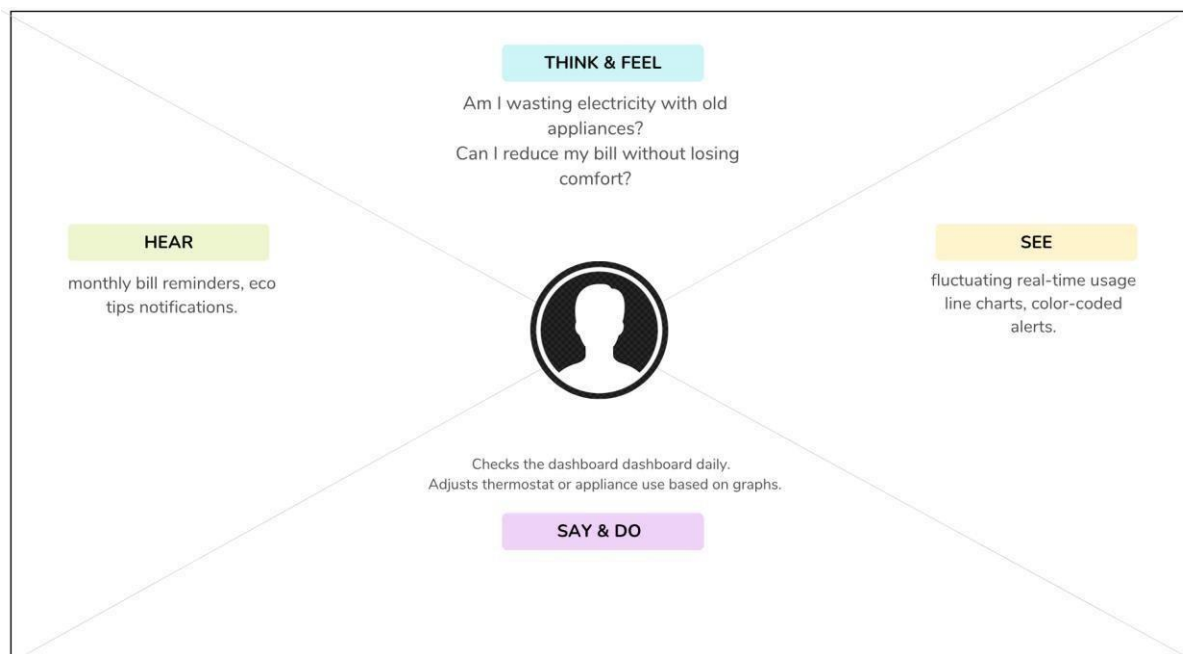 THINK & FEEL
Am I wasting electricity with old
appliances?
Can I reduce my bill without losing
comfort?
HEAR
monthly bill reminders, eco
tips notifications.
SEE
fluctuating real-time usage
line charts, color-coded
alerts.
Checks the dashboard dashboard daily.
Adjusts thermostat or appliance use based on graphs.
SAY & DO